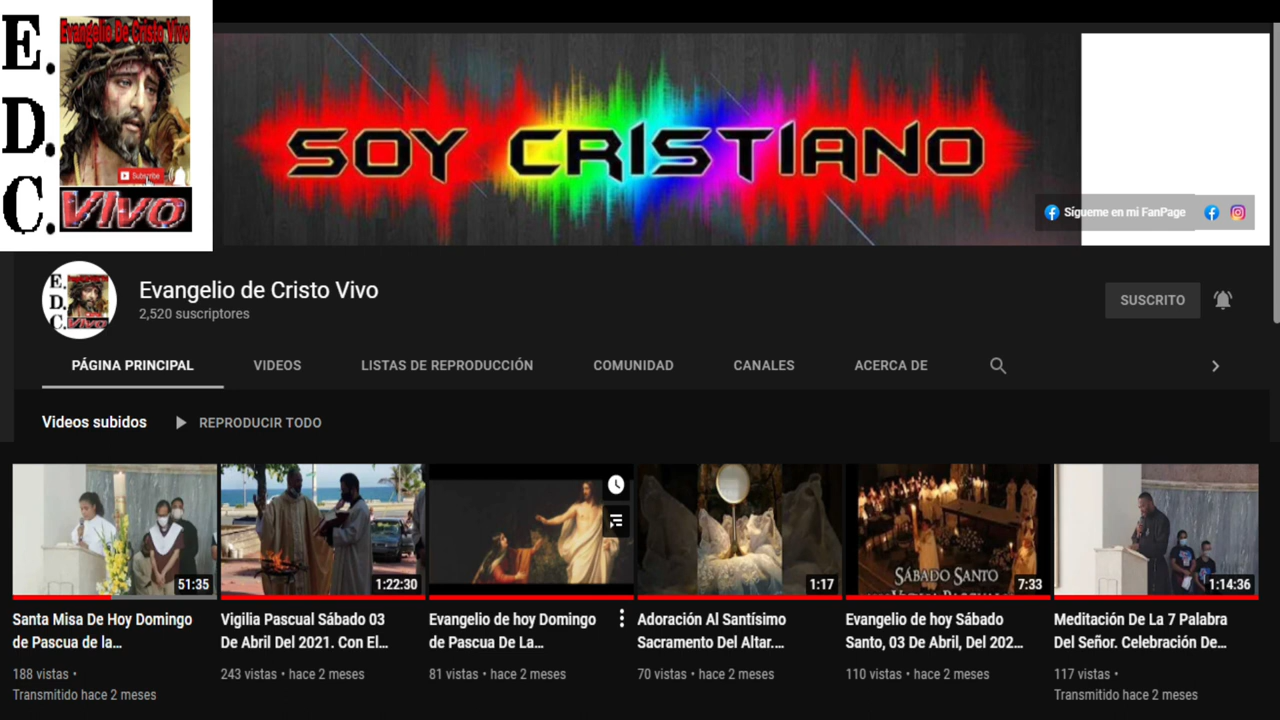 E.
D.
C.
Evangelio De Cristo Vivo
Subscribe
Vivo
SOY CRISTIANO
Sígueme en mi FanPage
E.
D.
C.
Vivo
Evangelio de Cristo Vivo
2,520 suscriptores
SUSCRITO
PÁGINA PRINCIPAL VIDEOS LISTAS DE REPRODUCCIÓN COMUNIDAD CANALES ACERCA DE
Videos subidos REPRODUCIR TODO
51:35
1:22:30
1:17
SÁBADO SANTO
7:33
1:14:36
Santa Misa De Hoy Domingo
de Pascua de la...
188 vistas •
Transmitido hace 2 meses
Vigilia Pascual Sábado 03
De Abril Del 2021. Con El...
243 vistas • hace 2 meses
Evangelio de hoy Domingo
de Pascua De La...
81 vistas • hace 2 meses
Adoración Al Santísimo
Sacramento Del Altar....
70 vistas • hace 2 meses
Evangelio de hoy Sábado
Santo, 03 De Abril, Del 202...
110 vistas • hace 2 meses
Meditación De La 7 Palabra
Del Señor. Celebración De...
117 vistas •
Transmitido hace 2 meses